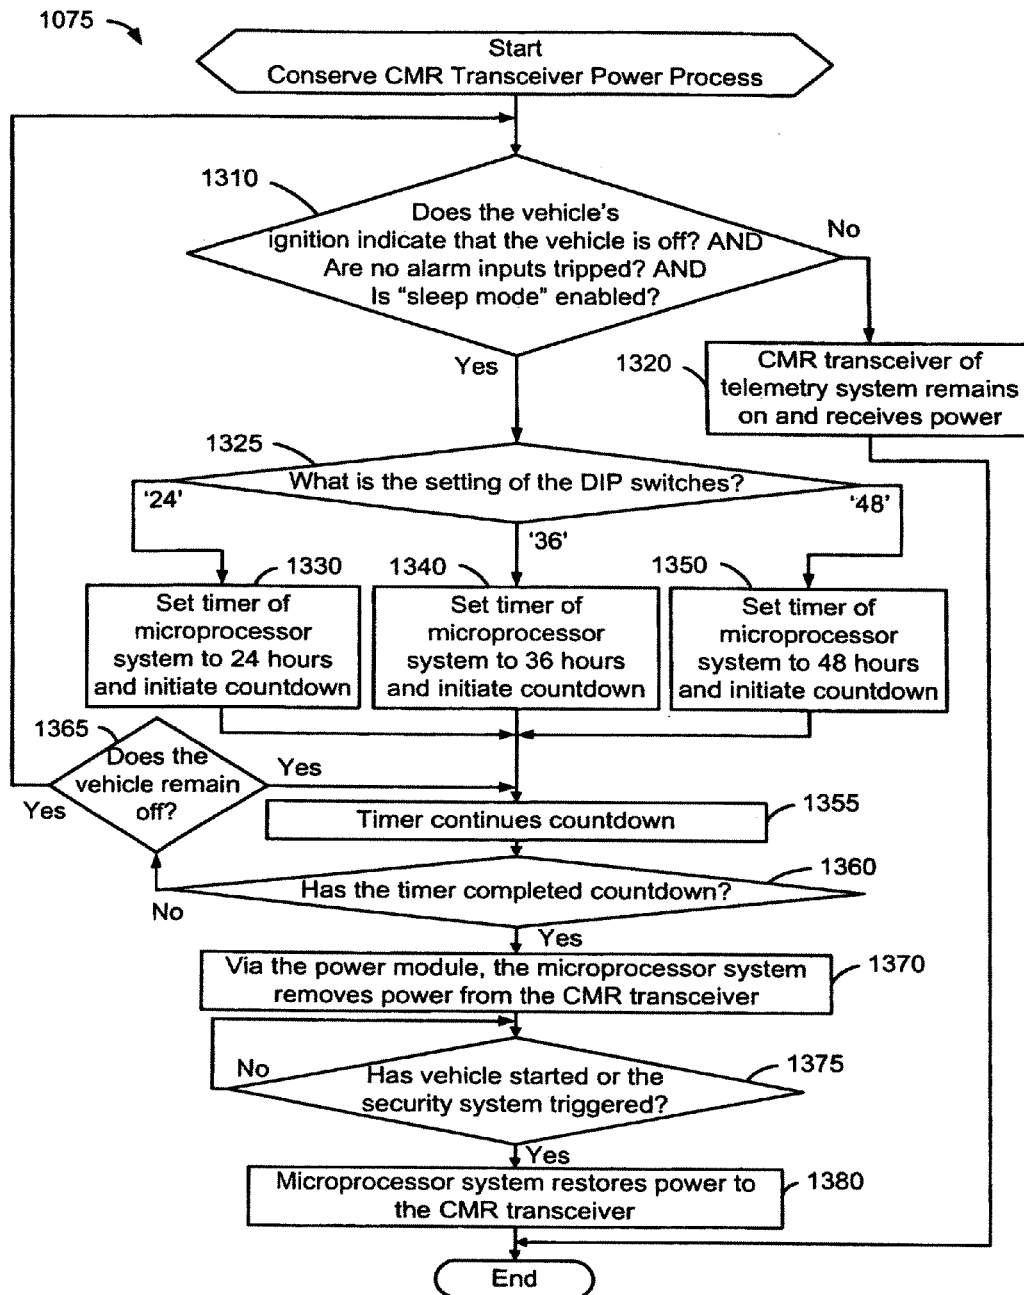 1075
Start
Conserve CMR Transceiver Power Process
1310
Does the vehicle's
ignition indicate that the vehicle is off? AND
Are no alarm inputs tripped? AND
Is "sleep mode" enabled?
No
Yes
1320
CMR transceiver of
telemetry system remains
on and receives power
1325
What is the setting of the DIP switches?
'24'
'36'
'48'
1330
Set timer of
microprocessor
system to 24 hours
and initiate countdown
1340
Set timer of
microprocessor
system to 36 hours
and initiate countdown
1350
Set timer of
microprocessor
system to 48 hours
and initiate countdown
1365
Does the
vehicle remain
off?
Yes
Yes
1355
Timer continues countdown
1360
Has the timer completed countdown?
No
Yes
1370
Via the power module, the microprocessor system
removes power from the CMR transceiver
No
1375
Has vehicle started or the
security system triggered?
Yes
1380
Microprocessor system restores power to
the CMR transceiver
End